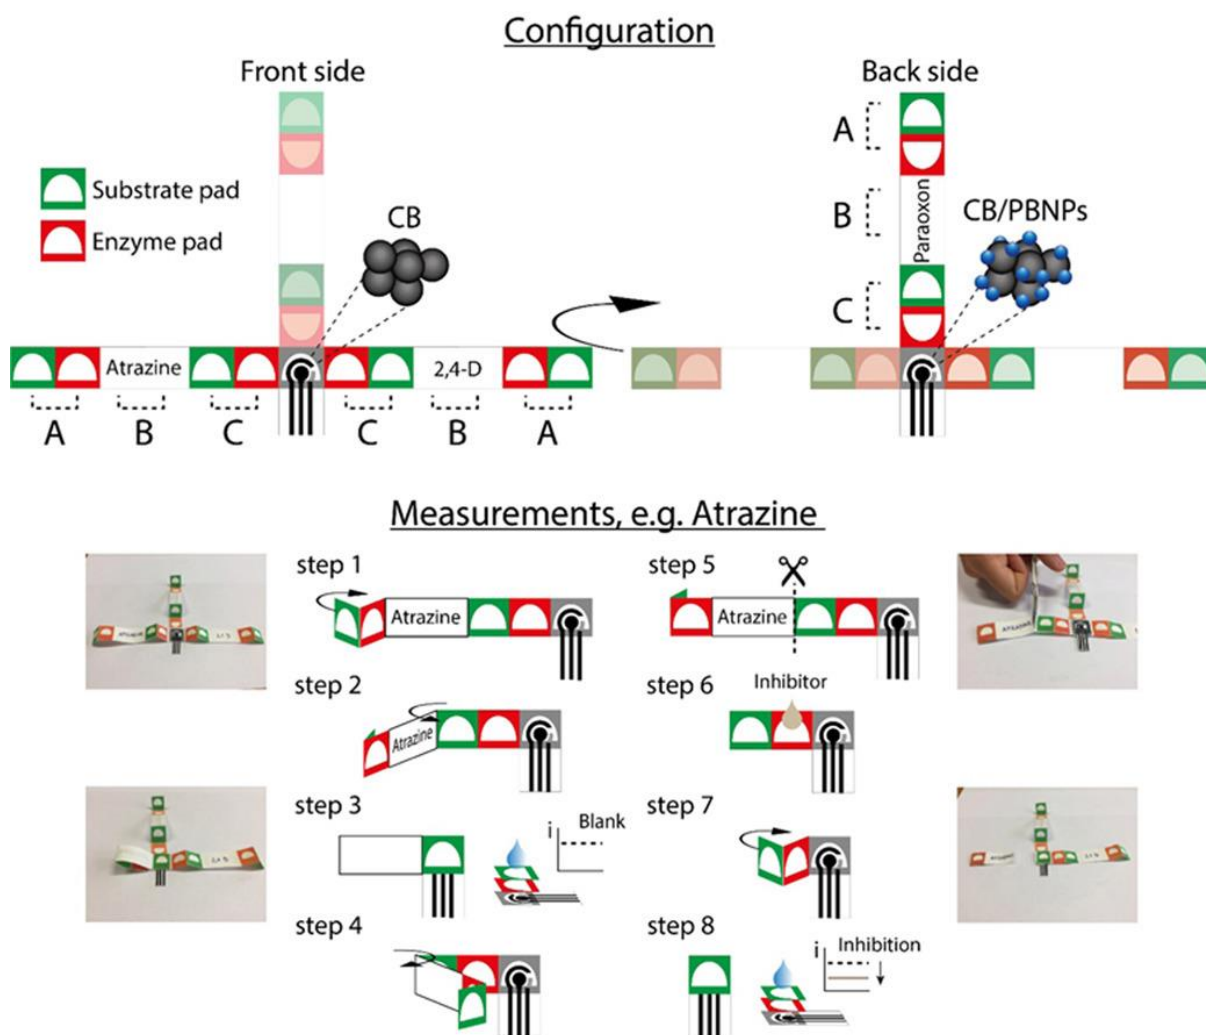 Configuration
Front side
Back side
Substrate pad
Enzyme pad
CB
CB/PBNPs
A
B
C
Paraoxon
Atrazine
2,4-D
A
B
C
C
B
A
Measurements, e.g. Atrazine
step 1
Atrazine
step 2
Atrazine
step 3
i
Blank
step 4
step 5
Atrazine
step 6
Inhibitor
step 7
step 8
i
Inhibition